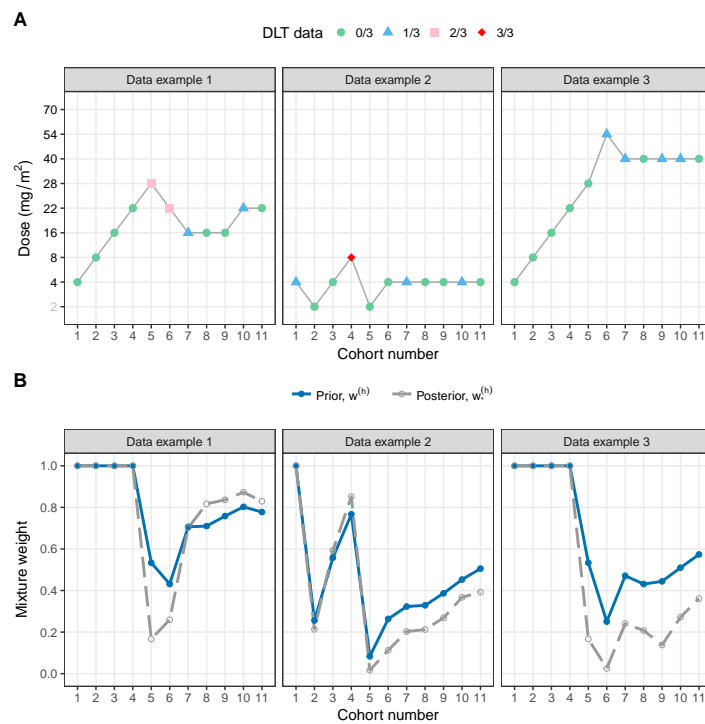 A
DLT data 0/3 1/3 2/3 3/3
Data example 1 Data example 2 Data example 3
70
54
40
28
22
16
8
4
2
Dose (mg/m²)
1 2 3 4 5 6 7 8 9 10 11 1 2 3 4 5 6 7 8 9 10 11 1 2 3 4 5 6 7 8 9 10 11
Cohort number
B
Prior, w⁽ʰ⁾ Posterior, w.⁽ʰ⁾
Data example 1 Data example 2 Data example 3
1.0
0.8
0.6
0.4
0.2
0.0
Mixture weight
1 2 3 4 5 6 7 8 9 10 11 1 2 3 4 5 6 7 8 9 10 11 1 2 3 4 5 6 7 8 9 10 11
Cohort number